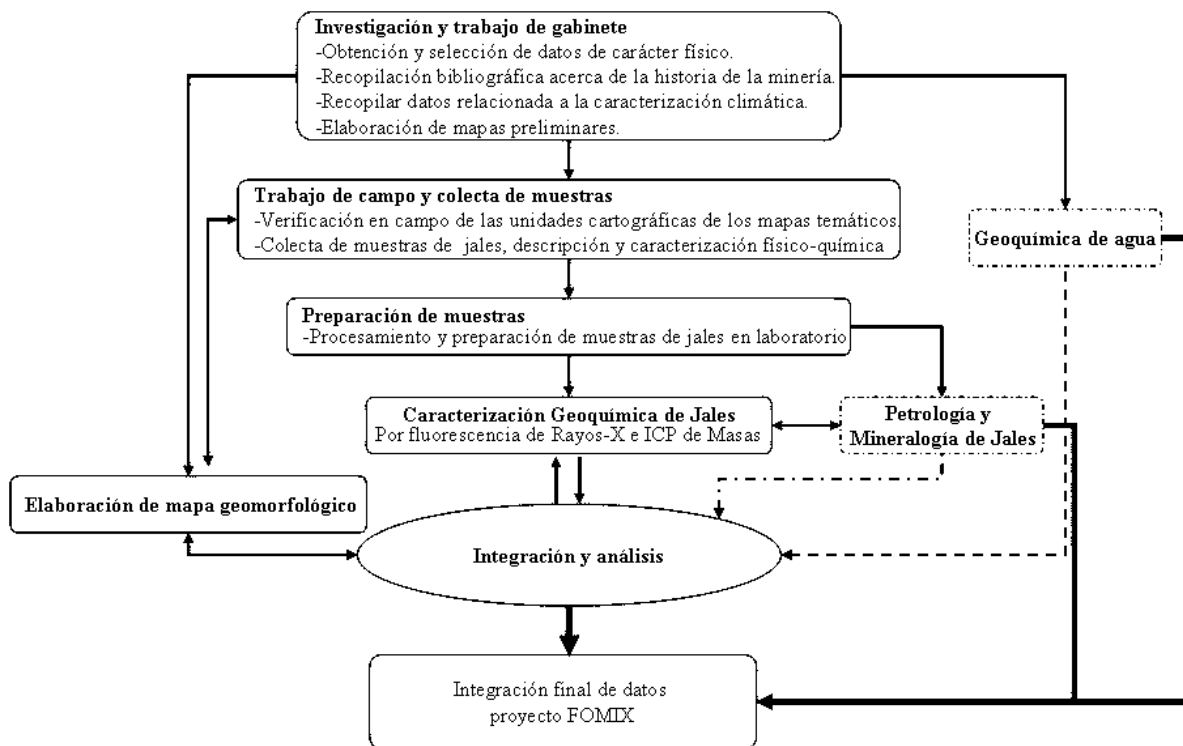 Investigación y trabajo de gabinete
-Obtención y selección de datos de carácter físico.
-Recopilación bibliográfica acerca de la historia de la minería.
-Recopilar datos relacionada a la caracterización climática.
-Elaboración de mapas preliminares.
Trabajo de campo y colecta de muestras
-Verificación en campo de las unidades cartográficas de los mapas temáticos.
-Colecta de muestras de jales, descripción y caracterización físico-química
Geoquímica de agua
Preparación de muestras
-Procesamiento y preparación de muestras de jales en laboratorio
Caracterización Geoquímica de Jales
Por fluorescencia de Rayos-X e ICP de Masas
Petrología y
Mineralogía de Jales
Elaboración de mapa geomorfológico
Integración y análisis
Integración final de datos
proyecto FOMIX